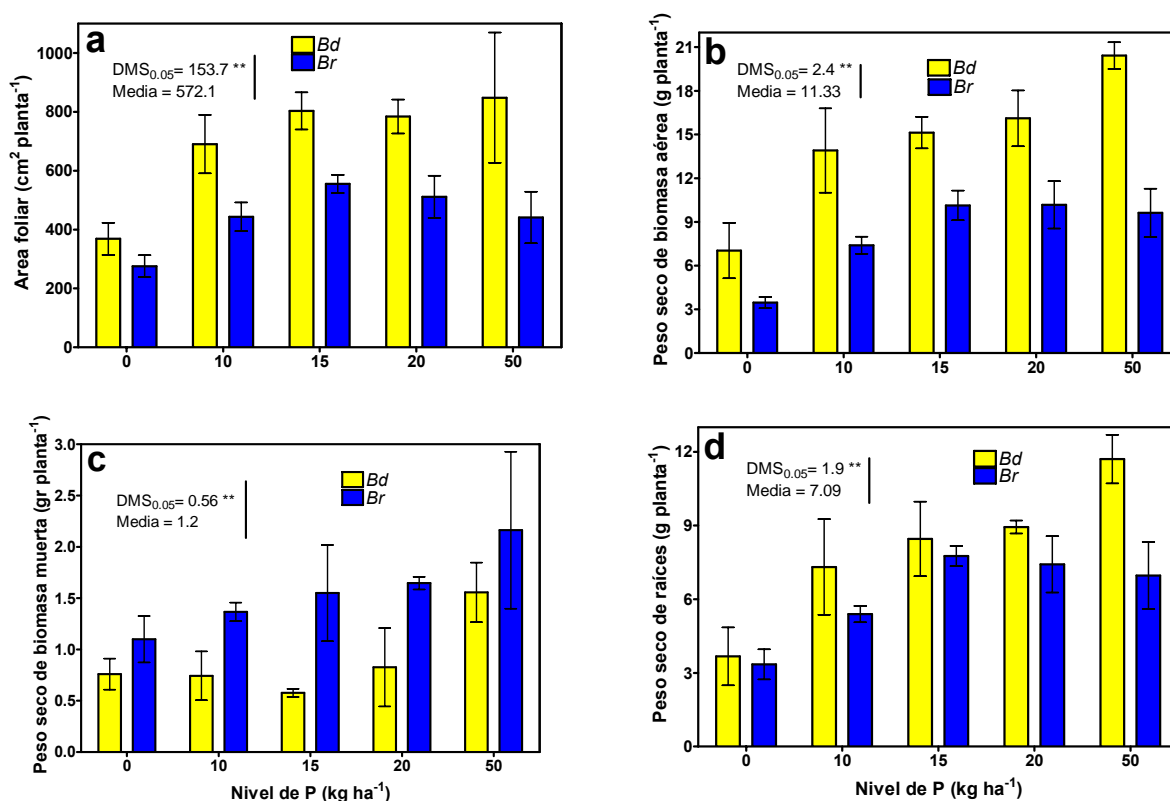 a
Bd
Br
DMS0.05= 153.7 **
Media = 572.1
Area foliar (cm2 planta-1)
1000
800
600
400
200
0
0 10 15 20 50
b
Bd
Br
DMS0.05= 2.4 **
Media = 11.33
Peso seco de biomasa aérea (g planta-1)
21
18
15
12
9
6
3
0
0 10 15 20 50
c
Bd
Br
DMS0.05= 0.56 **
Media = 1.2
Peso seco de biomasa muerta (gr planta-1)
3.0
2.5
2.0
1.5
1.0
0.5
0.0
0 10 15 20 50
Nivel de P (kg ha-1)
d
Bd
Br
DMS0.05= 1.9 **
Media = 7.09
Peso seco de raíces (g planta-1)
12
9
6
3
0
0 10 15 20 50
Nivel de P (kg ha-1)